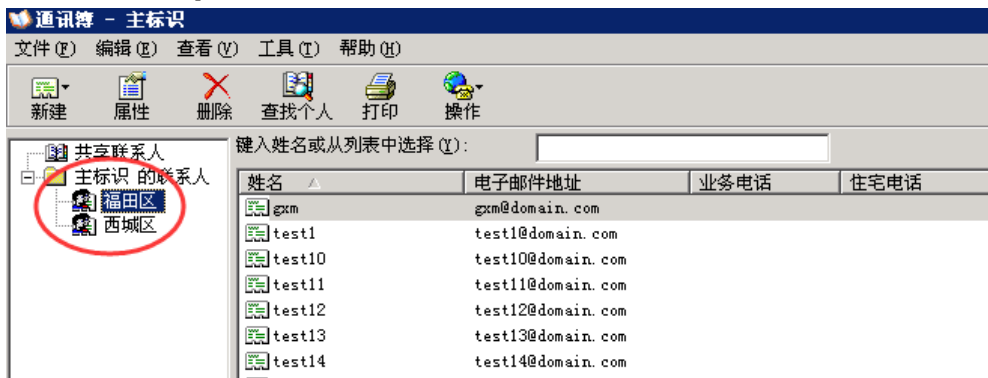 通讯簿 - 主标识
文件(F) 编辑(E) 查看(V) 工具(T) 帮助(H)
新建 属性 删除 查找个人 打印 操作
共享联系人
主标识 的联系人
福田区
西城区
键入姓名或从列表中选择(Y):
姓名 电子邮件地址 业务电话 住宅电话
gxm gxm@domain.com
test1 test1@domain.com
test10 test10@domain.com
test11 test11@domain.com
test12 test12@domain.com
test13 test13@domain.com
test14 test14@domain.com